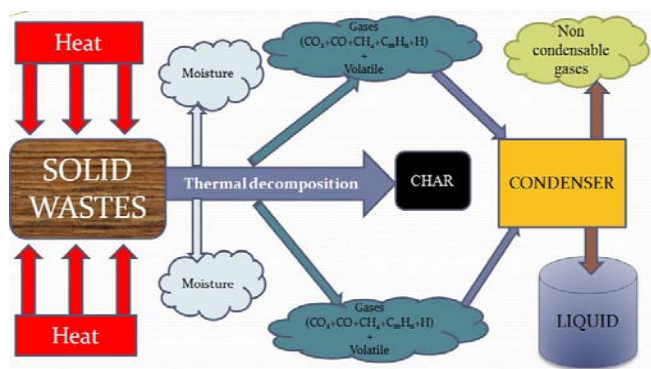 Heat
Moisture
Gases
(CO₂+CO+CH₄+CₘHₙ+H)
+
Volatile
Non
condensable
gases
SOLID
WASTES
Thermal decomposition
CHAR
CONDENSER
Moisture
Gases
(CO₂+CO+CH₄+CₘHₙ+H)
+
Volatile
LIQUID
Heat